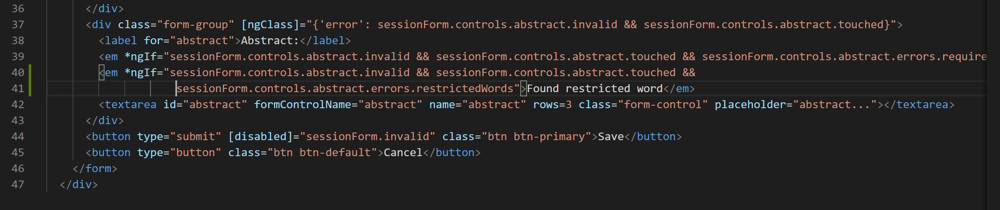 36 </div>
37 <div class="form-group" [ngClass]="{'error': sessionForm.controls.abstract.invalid && sessionForm.controls.abstract.touched}">
38 <label for="abstract">Abstract:</label>
39 <em *ngIf="sessionForm.controls.abstract.invalid && sessionForm.controls.abstract.touched && sessionForm.controls.abstract.errors.require
40 <em *ngIf="sessionForm.controls.abstract.invalid && sessionForm.controls.abstract.touched &&
41 sessionForm.controls.abstract.errors.restrictedWords">Found restricted word</em>
42 <textarea id="abstract" formControlName="abstract" name="abstract" rows=3 class="form-control" placeholder="abstract..."></textarea>
43 </div>
44 <button type="submit" [disabled]="sessionForm.invalid" class="btn btn-primary">Save</button>
45 <button type="button" class="btn btn-default">Cancel</button>
46 </form>
47 </div>